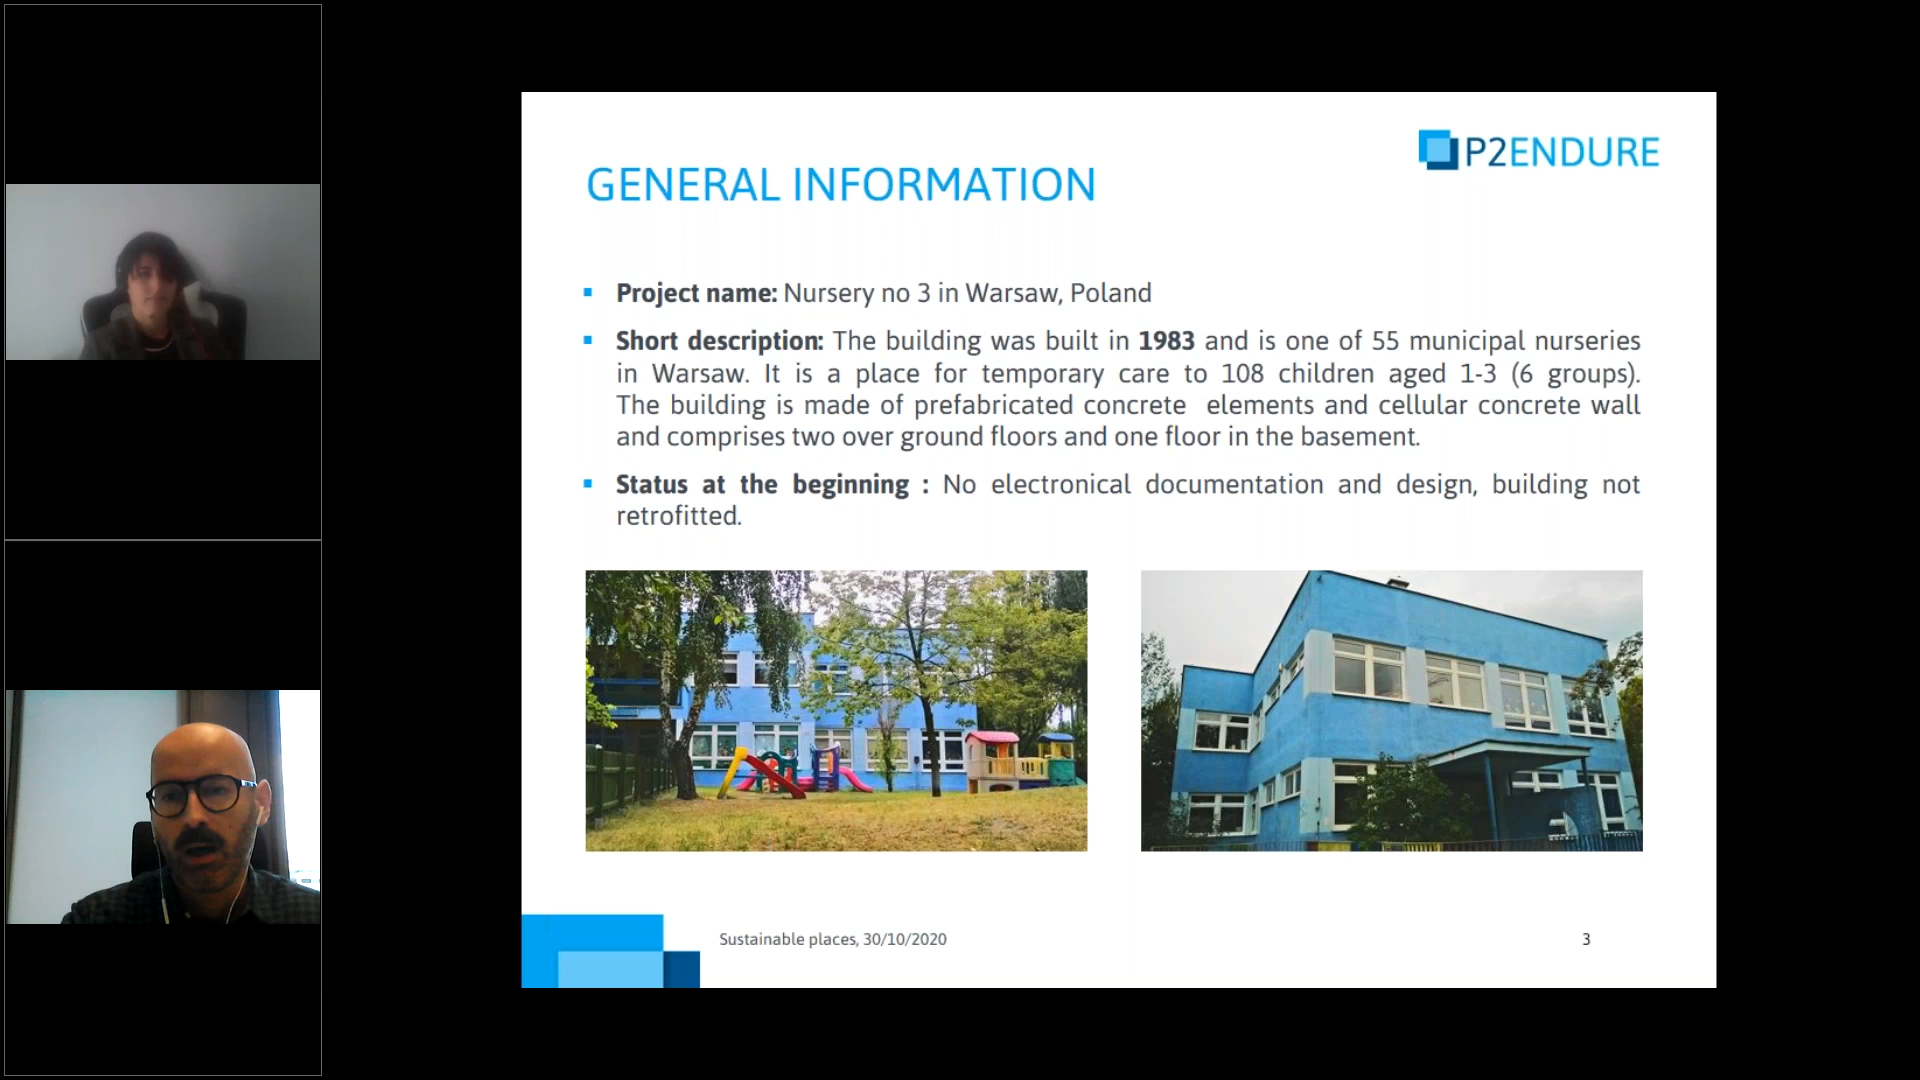 P2ENDURE
GENERAL INFORMATION
▪ Project name: Nursery no 3 in Warsaw, Poland
▪ Short description: The building was built in 1983 and is one of 55 municipal nurseries
in Warsaw. It is a place for temporary care to 108 children aged 1-3 (6 groups).
The building is made of prefabricated concrete elements and cellular concrete wall
and comprises two over ground floors and one floor in the basement.
▪ Status at the beginning : No electronical documentation and design, building not
retrofitted.
Sustainable places, 30/10/2020
3